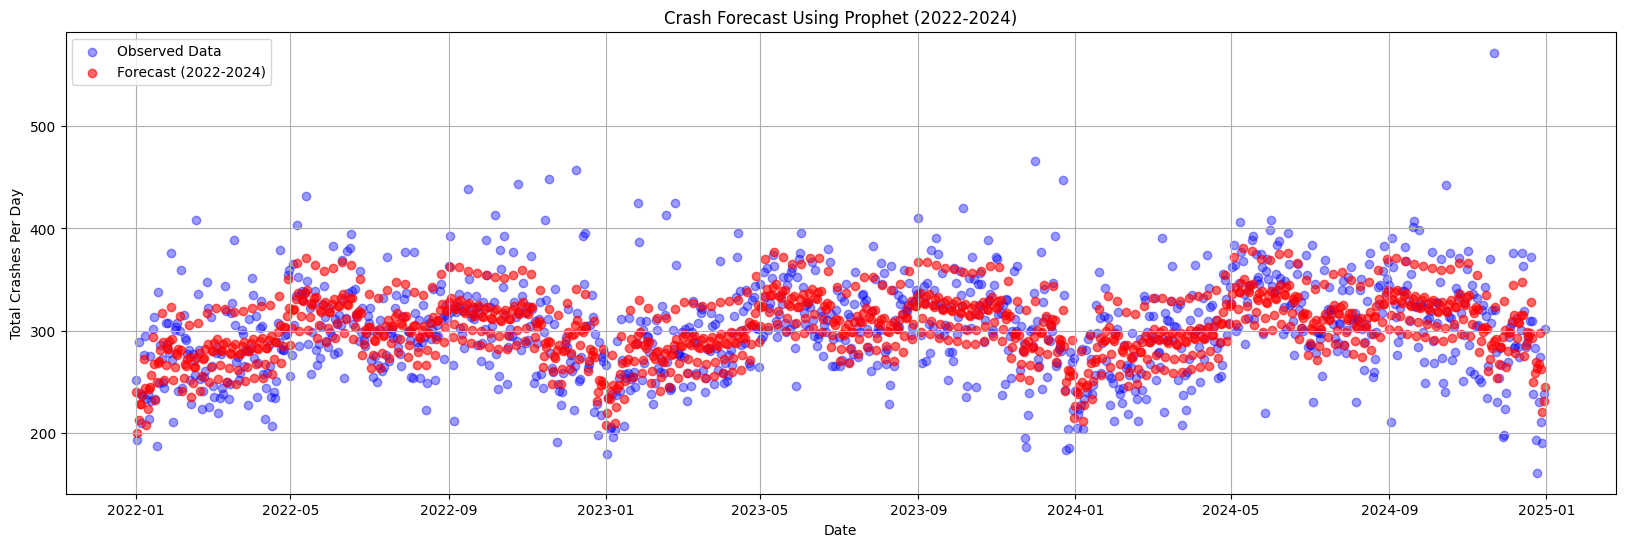 Crash Forecast Using Prophet (2022-2024)
Observed Data
Forecast (2022-2024)
Total Crashes Per Day
500
400
300
200
2022-01 2022-05 2022-09 2023-01 2023-05 2023-09 2024-01 2024-05 2024-09 2025-01
Date